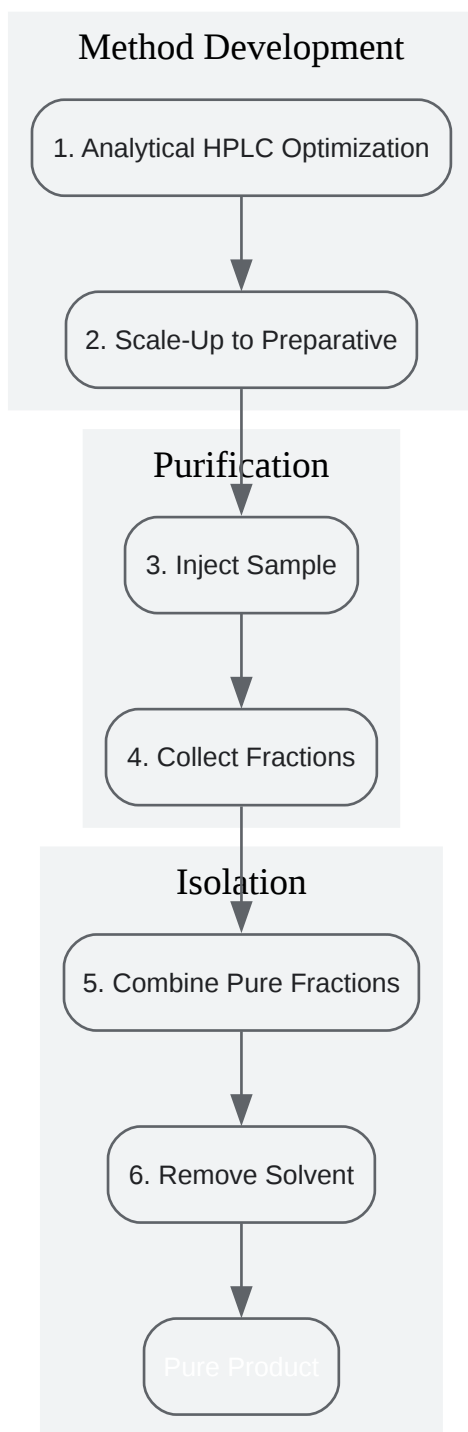 Method Development
1. Analytical HPLC Optimization
2. Scale-Up to Preparative
Purification
3. Inject Sample
4. Collect Fractions
Isolation
5. Combine Pure Fractions
6. Remove Solvent
Pure Product